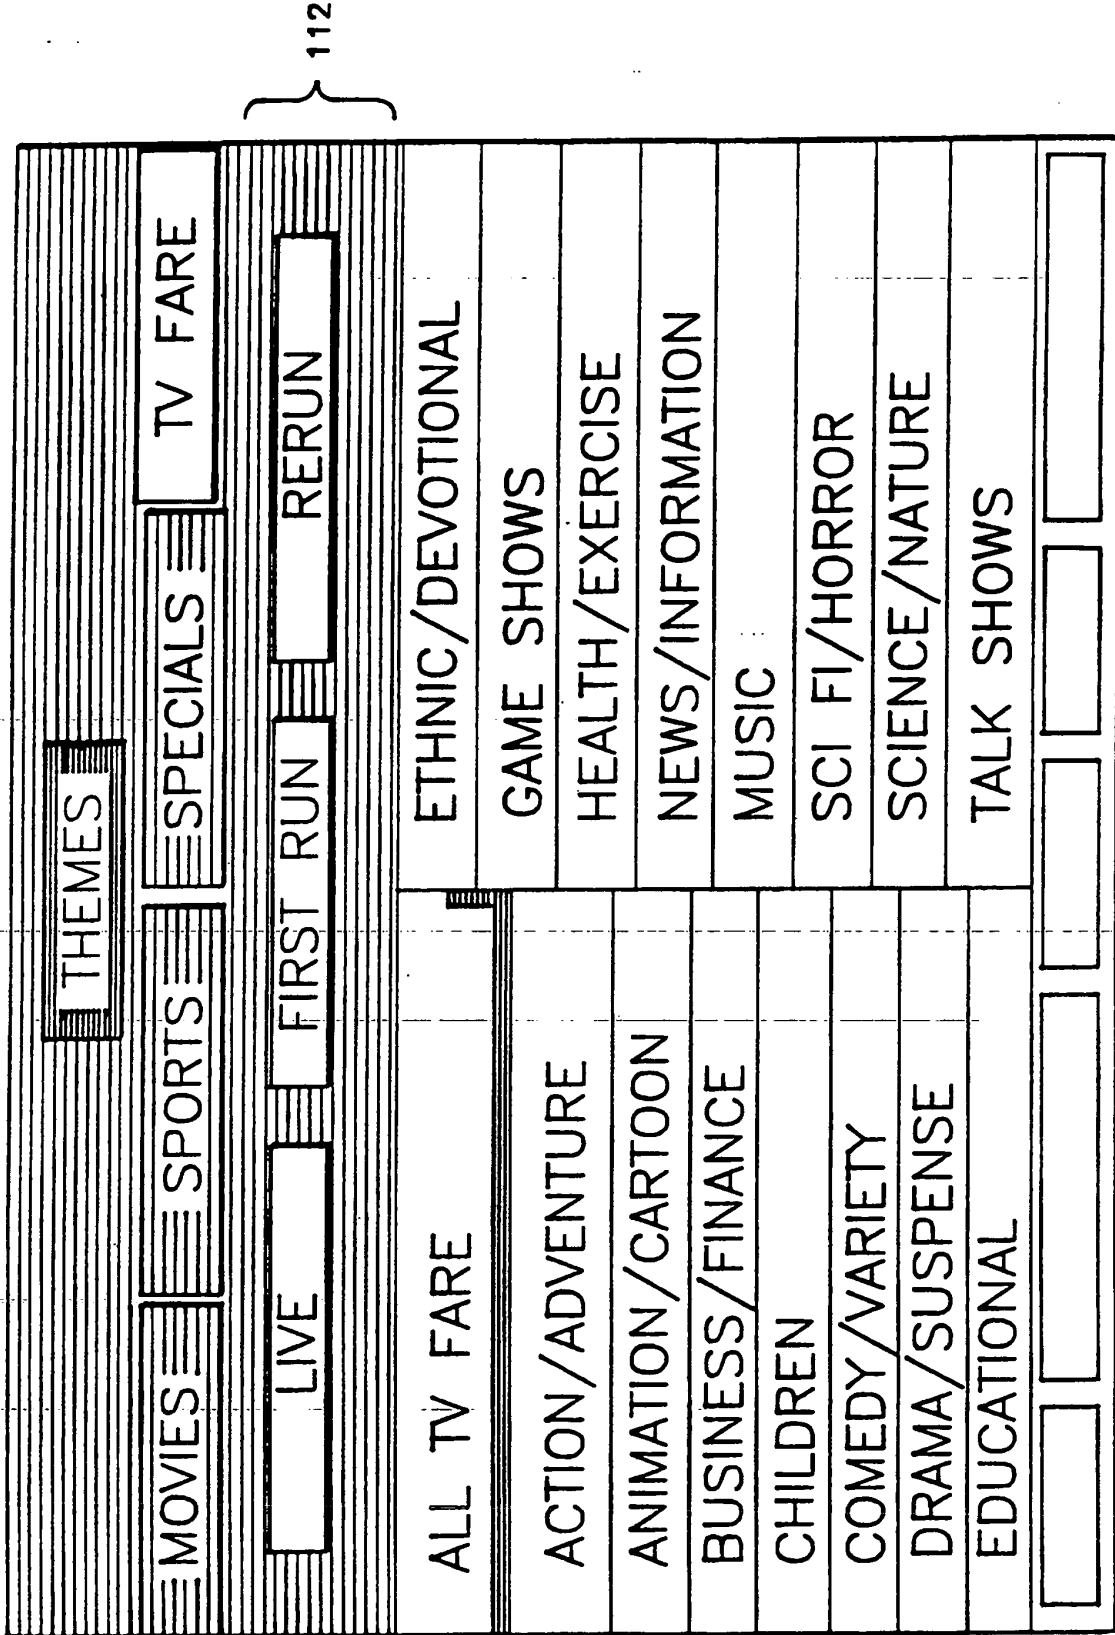 THEMES
MOVIES SPORTS SPECIALS TV FARE
LIVE FIRST RUN RERUN
112
ALL TV FARE
ACTION/ADVENTURE
ANIMATION/CARTOON
BUSINESS/FINANCE
CHILDREN
COMEDY/VARIETY
DRAMA/SUSPENSE
EDUCATIONAL
ETHNIC/DEVOTIONAL
GAME SHOWS
HEALTH/EXERCISE
NEWS/INFORMATION
MUSIC
SCI FI/HORROR
SCIENCE/NATURE
TALK SHOWS